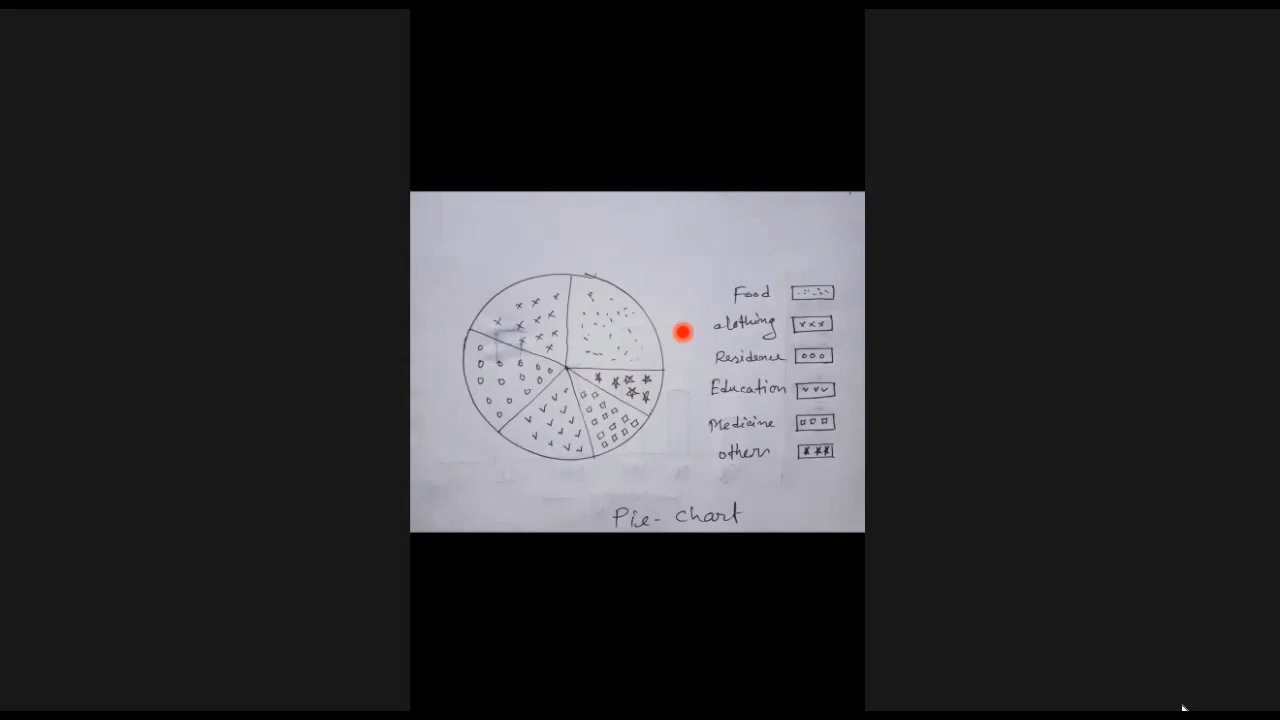 Food
clothing
Residence
Education
Medicine
others
Pie- chart